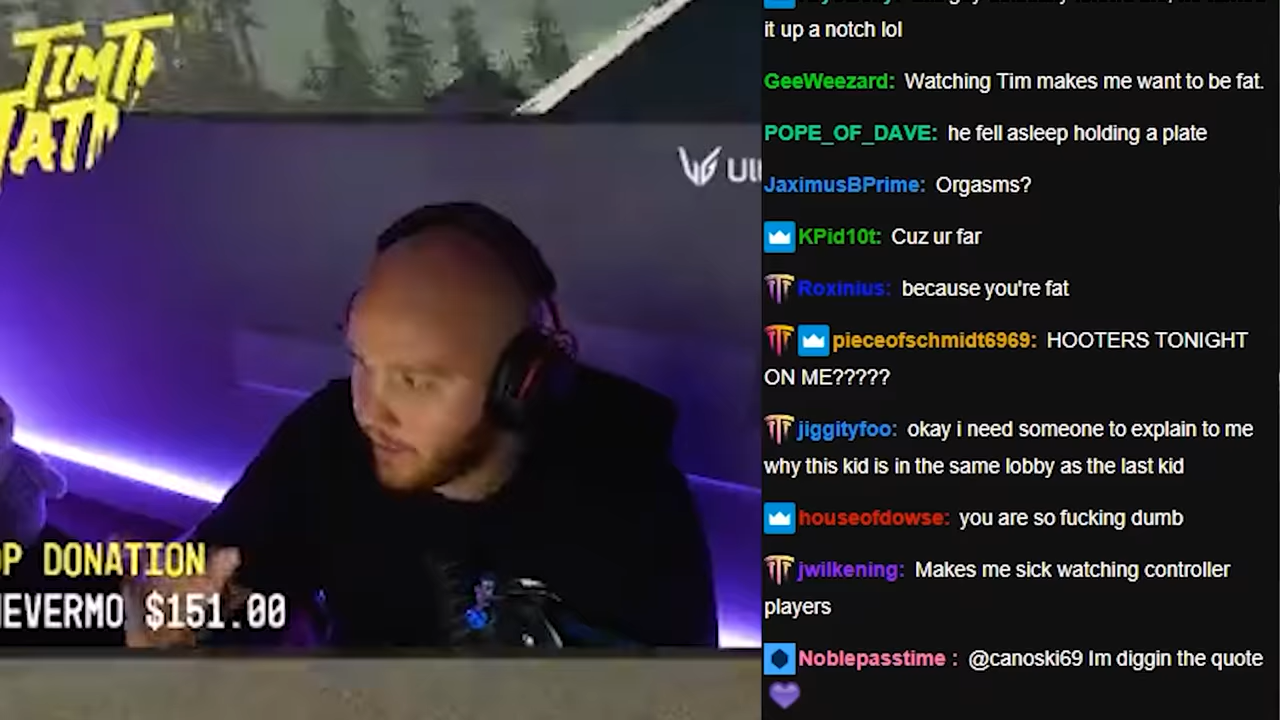 TIMT
TATM
Ul
OP DONATION
NEVERMO $151.00
it up a notch lol
GeeWeezard: Watching Tim makes me want to be fat.
POPE_OF_DAVE: he fell asleep holding a plate
JaximusBPrime: Orgasms?
KPid10t: Cuz ur far
Roxinius: because you're fat
pieceofschmidt6969: HOOTERS TONIGHT
ON ME?????
jiggityfoo: okay i need someone to explain to me
why this kid is in the same lobby as the last kid
houseofdowse: you are so fucking dumb
jwilkening: Makes me sick watching controller
players
Noblepasstime : @canoski69 Im diggin the quote